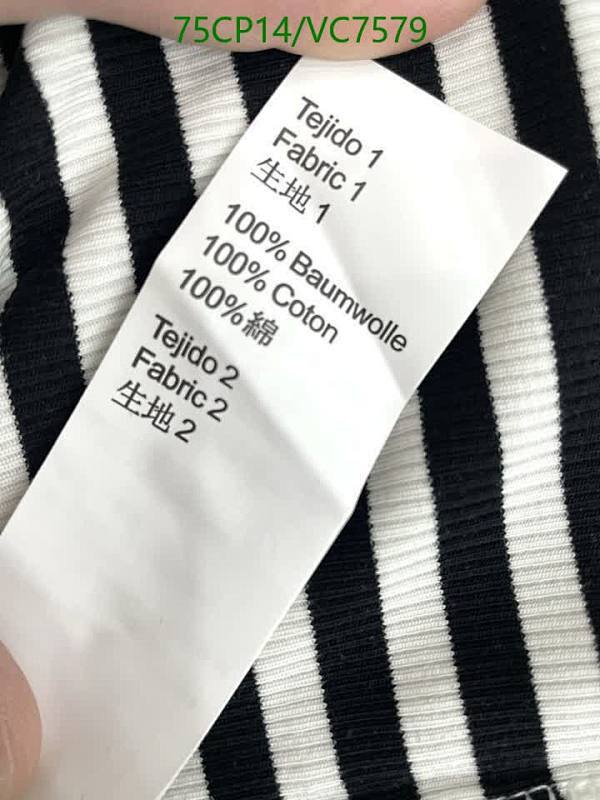 75CP14/VC7579
Tejido 1
Fabric 1
生地 1
100% Baumwolle
100% Coton
100% 綿
Tejido 2
Fabric 2
生地 2